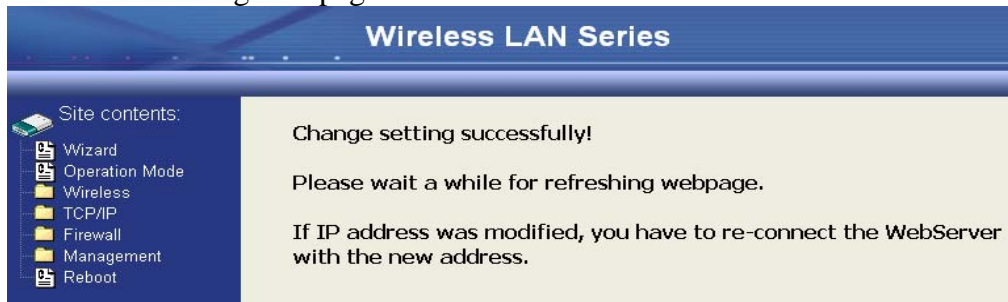 Wireless LAN Series
Site contents:
Wizard
Operation Mode
Wireless
TCP/IP
Firewall
Management
Reboot
Change setting successfully!
Please wait a while for refreshing webpage.
If IP address was modified, you have to re-connect the WebServer
with the new address.